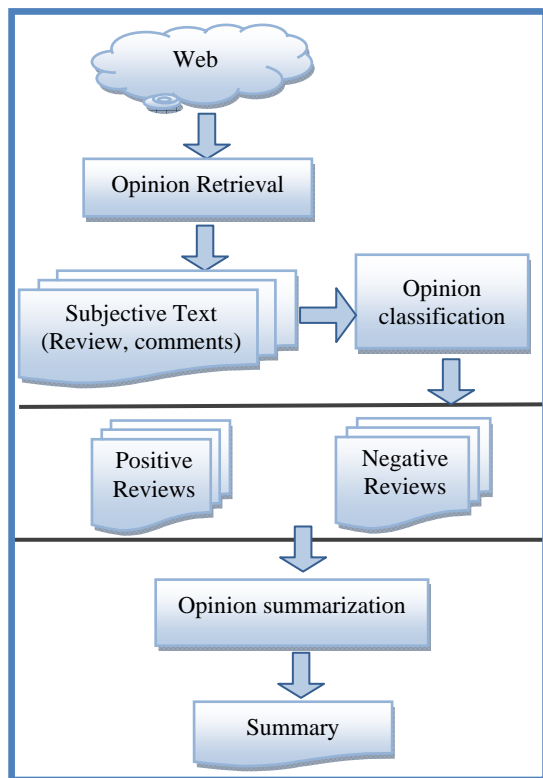 Web
Opinion Retrieval
Subjective Text
(Review, comments)
Opinion
classification
Positive
Reviews
Negative
Reviews
Opinion summarization
Summary